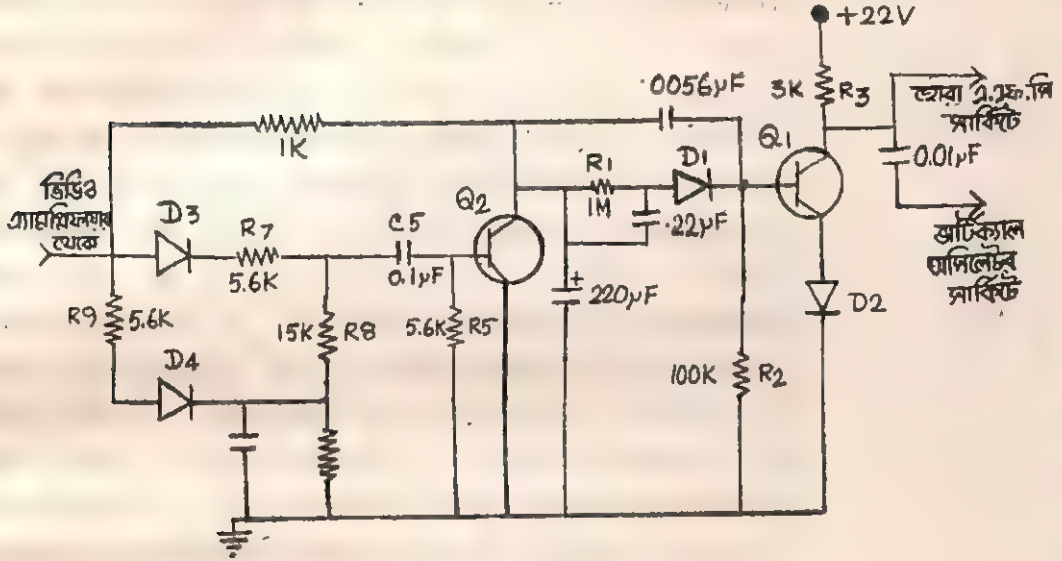 +22V
.0056µF
3K
R3
হোরা এ.এফ.সি
সার্কিটে
1K
Q1
0.01µF
ভিডিও
এ্যামপ্লিফায়ার
থেকে
D3
R7
5.6K
C5
0.1µF
Q2
R1
1M
D1
.22µF
ভার্টিক্যাল
অসিলেটর
সার্কিটে
R9
5.6K
15K
R8
5.6K
R5
+
220µF
D2
D4
100K
R2